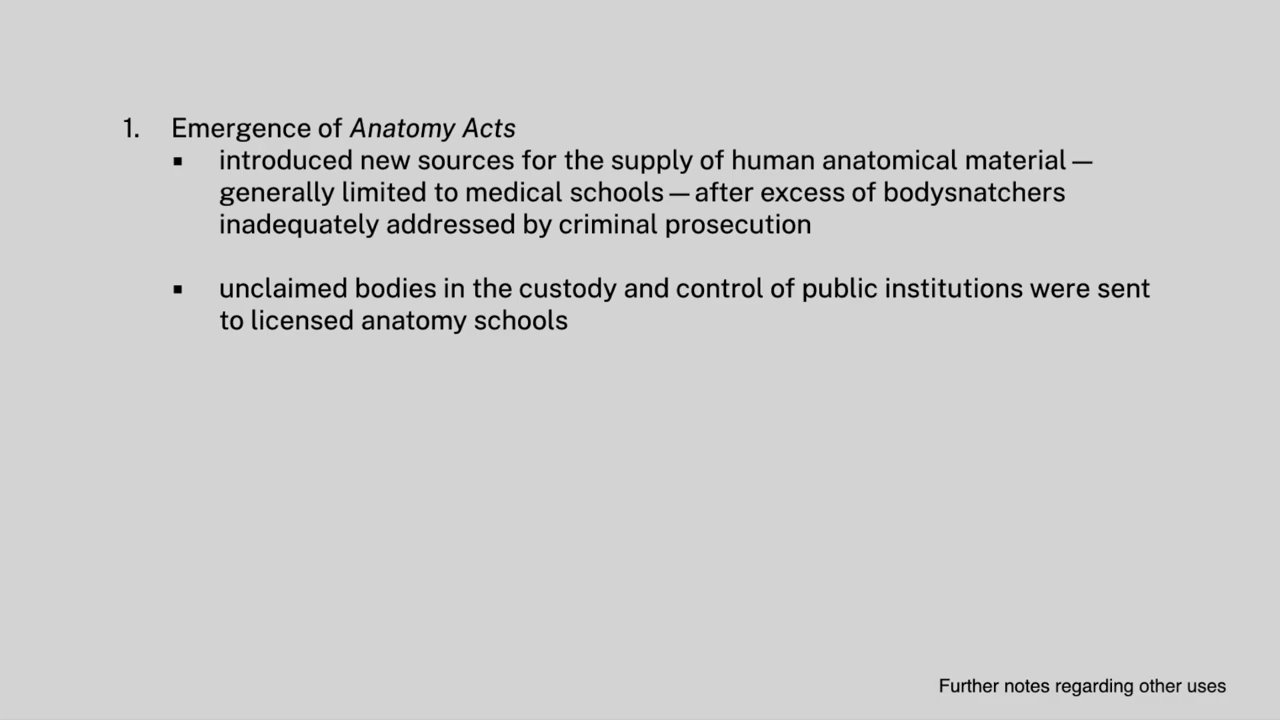 1. Emergence of Anatomy Acts
▪ introduced new sources for the supply of human anatomical material —
generally limited to medical schools — after excess of bodysnatchers
inadequately addressed by criminal prosecution
▪ unclaimed bodies in the custody and control of public institutions were sent
to licensed anatomy schools
Further notes regarding other uses